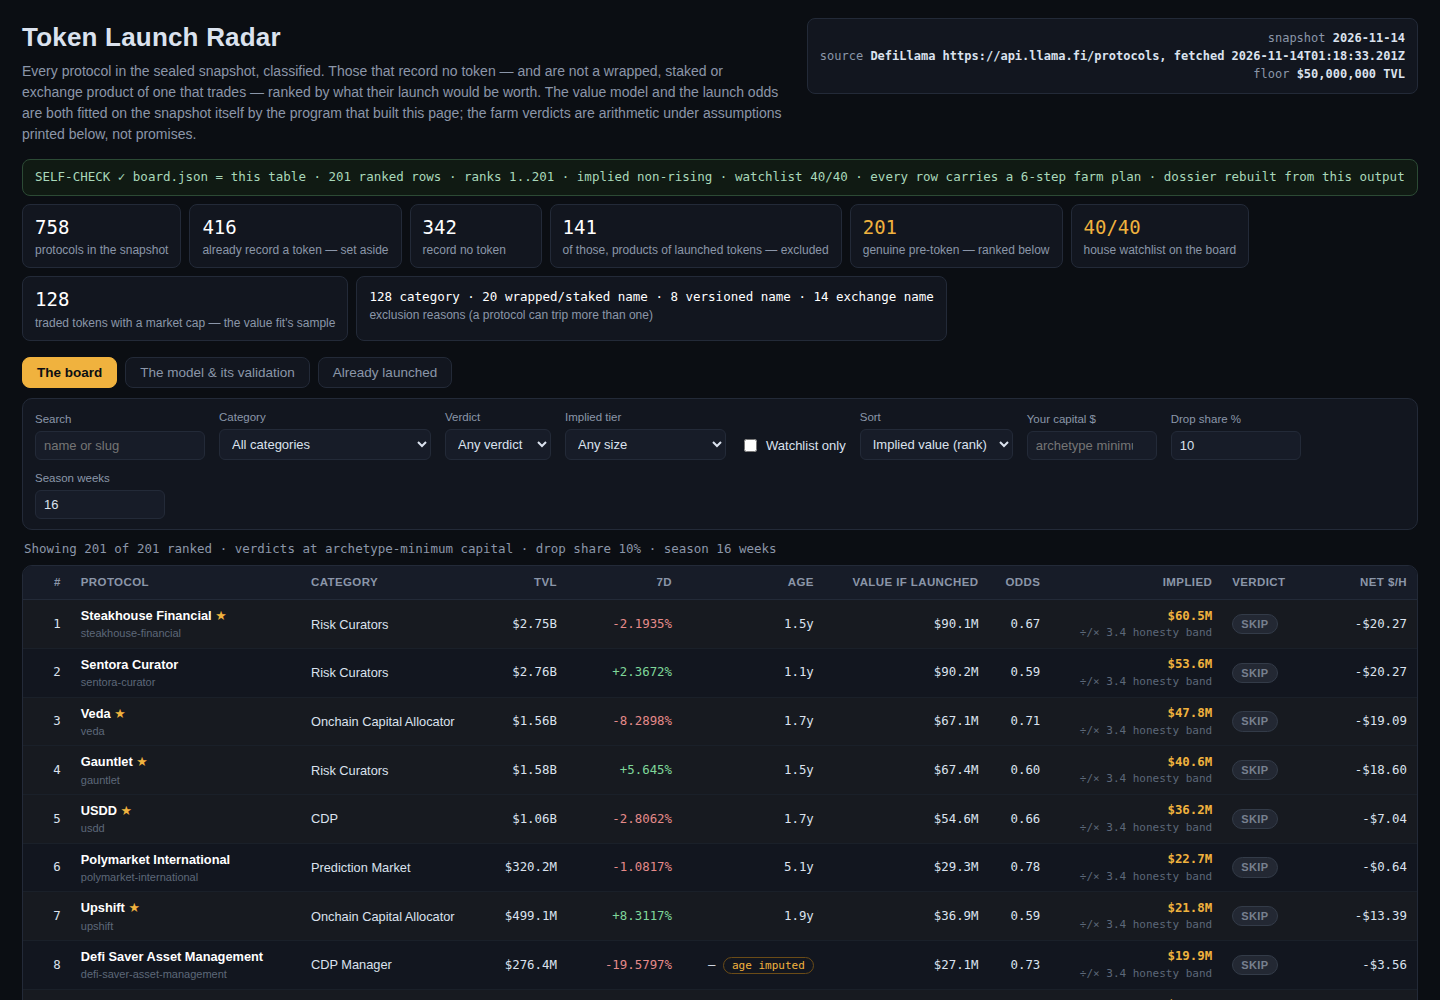 Token Launch Radar
Every protocol in the sealed snapshot, classified. Those that record no token — and are not a wrapped, staked or
exchange product of one that trades — ranked by what their launch would be worth. The value model and the launch odds
are both fitted on the snapshot itself by the program that built this page; the farm verdicts are arithmetic under assumptions
printed below, not promises.
snapshot 2026-11-14
source DefiLlama https://api.llama.fi/protocols, fetched 2026-11-14T01:18:33.201Z
floor $50,000,000 TVL
SELF-CHECK ✓ board.json = this table · 201 ranked rows · ranks 1..201 · implied non-rising · watchlist 40/40 · every row carries a 6-step farm plan · dossier rebuilt from this output
758
protocols in the snapshot
416
already record a token — set aside
342
record no token
141
of those, products of launched tokens — excluded
201
genuine pre-token — ranked below
40/40
house watchlist on the board
128
traded tokens with a market cap — the value fit's sample
128 category · 20 wrapped/staked name · 8 versioned name · 14 exchange name
exclusion reasons (a protocol can trip more than one)
The board
The model & its validation
Already launched
Search
name or slug
Category
All categories
Verdict
Any verdict
Implied tier
Any size
Watchlist only
Sort
Implied value (rank)
Your capital $
archetype minimu
Drop share %
10
Season weeks
16
Showing 201 of 201 ranked · verdicts at archetype-minimum capital · drop share 10% · season 16 weeks
# PROTOCOL CATEGORY TVL 7D AGE VALUE IF LAUNCHED ODDS IMPLIED VERDICT NET $/H
1 Steakhouse Financial ★ Risk Curators $2.75B -2.1935% 1.5y $90.1M 0.67 $60.5M SKIP -$20.27
steakhouse-financial ÷/× 3.4 honesty band
2 Sentora Curator Risk Curators $2.76B +2.3672% 1.1y $90.2M 0.59 $53.6M SKIP -$20.27
sentora-curator ÷/× 3.4 honesty band
3 Veda ★ Onchain Capital Allocator $1.56B -8.2898% 1.7y $67.1M 0.71 $47.8M SKIP -$19.09
veda ÷/× 3.4 honesty band
4 Gauntlet ★ Risk Curators $1.58B +5.645% 1.5y $67.4M 0.60 $40.6M SKIP -$18.60
gauntlet ÷/× 3.4 honesty band
5 USDD ★ CDP $1.06B -2.8062% 1.7y $54.6M 0.66 $36.2M SKIP -$7.04
usdd ÷/× 3.4 honesty band
6 Polymarket International Prediction Market $320.2M -1.0817% 5.1y $29.3M 0.78 $22.7M SKIP -$0.64
polymarket-international ÷/× 3.4 honesty band
7 Upshift ★ Onchain Capital Allocator $499.1M +8.3117% 1.9y $36.9M 0.59 $21.8M SKIP -$13.39
upshift ÷/× 3.4 honesty band
8 Defi Saver Asset Management CDP Manager $276.4M -19.5797% — age imputed $27.1M 0.73 $19.9M SKIP -$3.56
defi-saver-asset-management ÷/× 3.4 honesty band